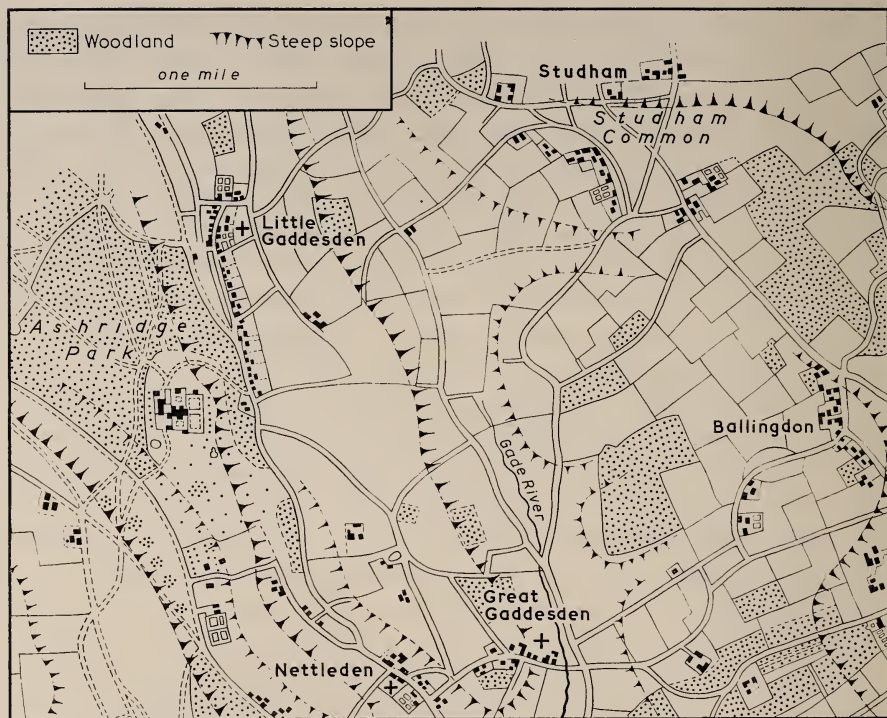 Woodland
Steep slope
one mile
Studham
Studham
Common
Little
Gaddesden
Ashridge
Park
Ballingdon
Gade River
Great
Gaddesden
Nettleden